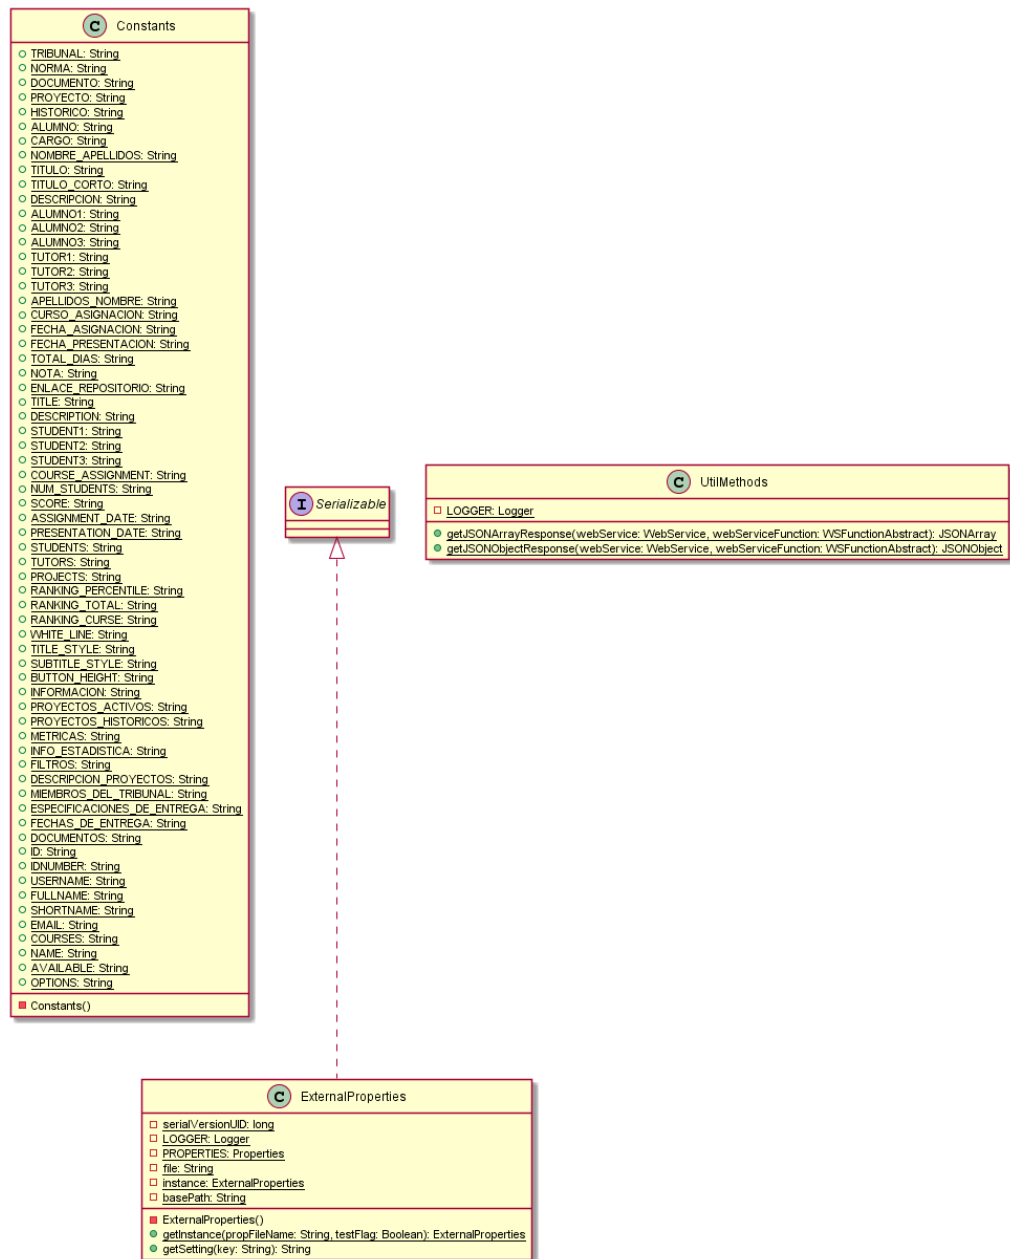 C Constants
TRIBUNAL: String
NORMA: String
DOCUMENTO: String
PROYECTO: String
HISTORICO: String
ALUMNO: String
CARGO: String
NOMBRE_APELLIDOS: String
TITULO: String
TITULO_CORTO: String
DESCRIPCION: String
ALUMNO1: String
ALUMNO2: String
ALUMNO3: String
TUTOR1: String
TUTOR2: String
TUTOR3: String
APELLIDOS_NOMBRE: String
CURSO_ASIGNACION: String
FECHA_ASIGNACION: String
FECHA_PRESENTACION: String
TOTAL_DIAS: String
NOTA: String
ENLACE_REPOSITORIO: String
TITLE: String
DESCRIPTION: String
STUDENT1: String
STUDENT2: String
STUDENT3: String
COURSE_ASSIGNMENT: String
NUM_STUDENTS: String
SCORE: String
ASSIGNMENT_DATE: String
PRESENTATION_DATE: String
STUDENTS: String
TUTORS: String
PROJECTS: String
RANKING_PERCENTILE: String
RANKING_TOTAL: String
RANKING_CURSE: String
WHITE_LINE: String
TITLE_STYLE: String
SUBTITLE_STYLE: String
BUTTON_HEIGHT: String
INFORMACION: String
PROYECTOS_ACTIVOS: String
PROYECTOS_HISTORICOS: String
METRICAS: String
INFO_ESTADISTICA: String
FILTROS: String
DESCRIPCION_PROYECTOS: String
MIEMBROS_DEL_TRIBUNAL: String
ESPECIFICACIONES_DE_ENTREGA: String
FECHAS_DE_ENTREGA: String
DOCUMENTOS: String
ID: String
IDNUMBER: String
USERNAME: String
FULLNAME: String
SHORTNAME: String
EMAIL: String
COURSES: String
NAME: String
AVAILABLE: String
OPTIONS: String
Constants()
I Serializable
C UtilMethods
LOGGER: Logger
getJSONArrayResponse(webService: WebService, webServiceFunction: WSFunctionAbstract): JSONArray
getJSONObjectResponse(webService: WebService, webServiceFunction: WSFunctionAbstract): JSONObject
C ExternalProperties
serialVersionUID: long
LOGGER: Logger
PROPERTIES: Properties
file: String
instance: ExternalProperties
basePath: String
ExternalProperties()
getInstance(propFileName: String, testFlag: Boolean): ExternalProperties
getSetting(key: String): String